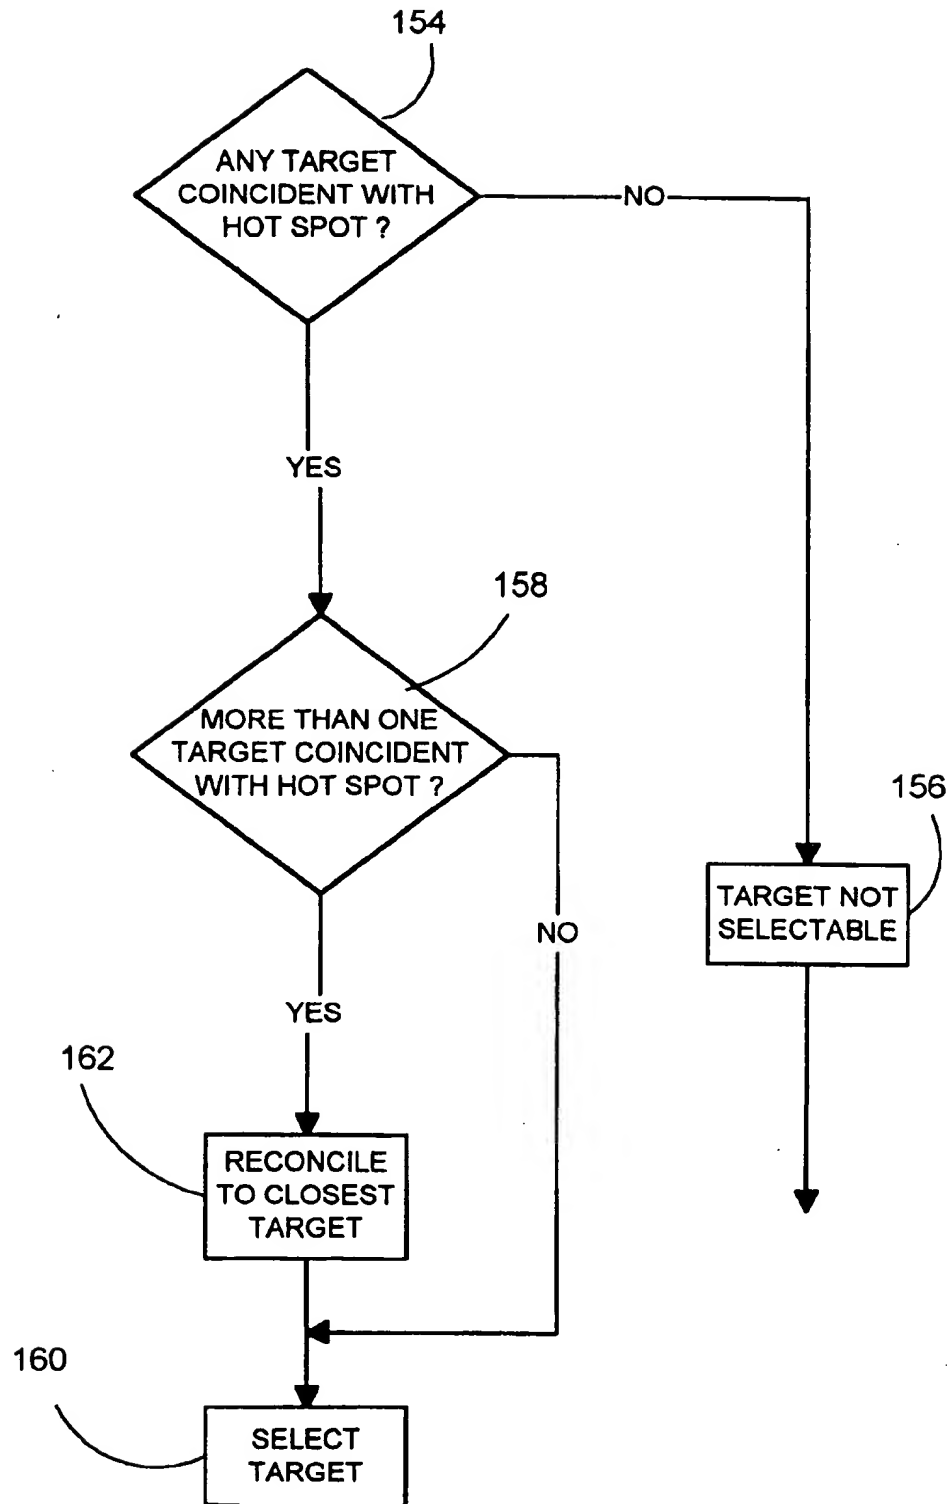 154
ANY TARGET
COINCIDENT WITH
HOT SPOT ?
NO
YES
158
MORE THAN ONE
TARGET COINCIDENT
WITH HOT SPOT ?
156
TARGET NOT
SELECTABLE
NO
YES
162
RECONCILE
TO CLOSEST
TARGET
160
SELECT
TARGET